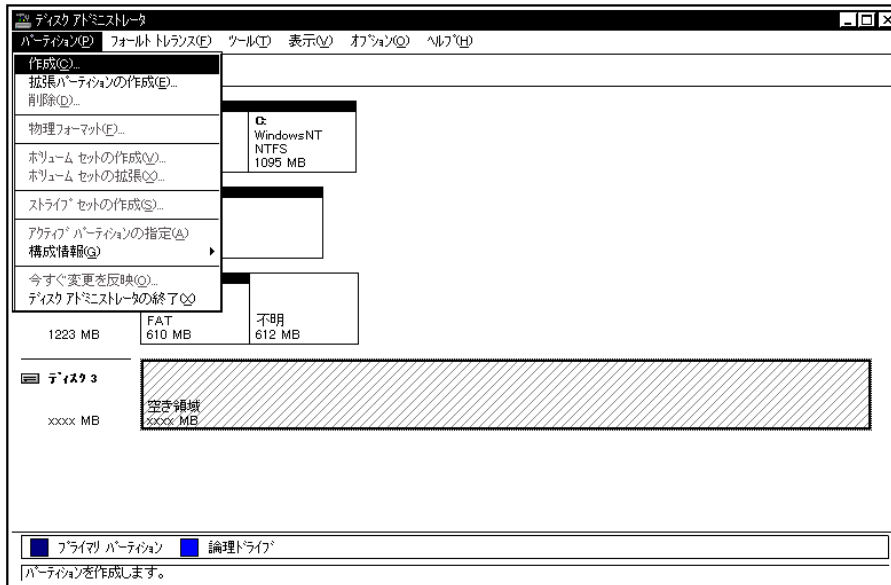 ディスク アドミニストレータ
パーティション(P) フォールト トレランス(F) ツール(T) 表示(V) オプション(O) ヘルプ(H)
作成(C)...
拡張パーティションの作成(E)...
削除(D)...
物理フォーマット(F)...
ボリューム セットの作成(V)...
ボリューム セットの拡張(X)...
ストライプ セットの作成(S)...
アクティブ パーティションの指定(A)
構成情報(G)
今すぐ変更を反映(O)...
ディスク アドミニストレータの終了(X)
C:
WindowsNT
NTFS
1095 MB
1223 MB
FAT
610 MB
不明
612 MB
ディスク 3
xxxx MB
空き領域
xxxx MB
プライマリ パーティション 論理ドライブ
パーティションを作成します。